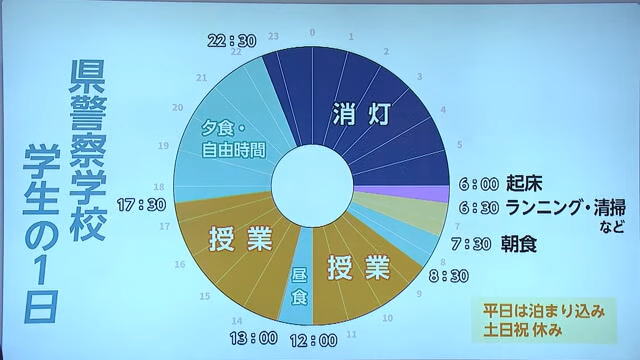 県警察学校
学生の1日
22:30
23
0
1
2
3
4
5
22
21
20
19
18
17
16
15
14
11
10
9
8
7
消灯
夕食・
自由時間
6:00 起床
6:30 ランニング・清掃
など
7:30 朝食
8:30
17:30
授業
昼
食
授業
13:00
12:00
平日は泊まり込み
土日祝 休み